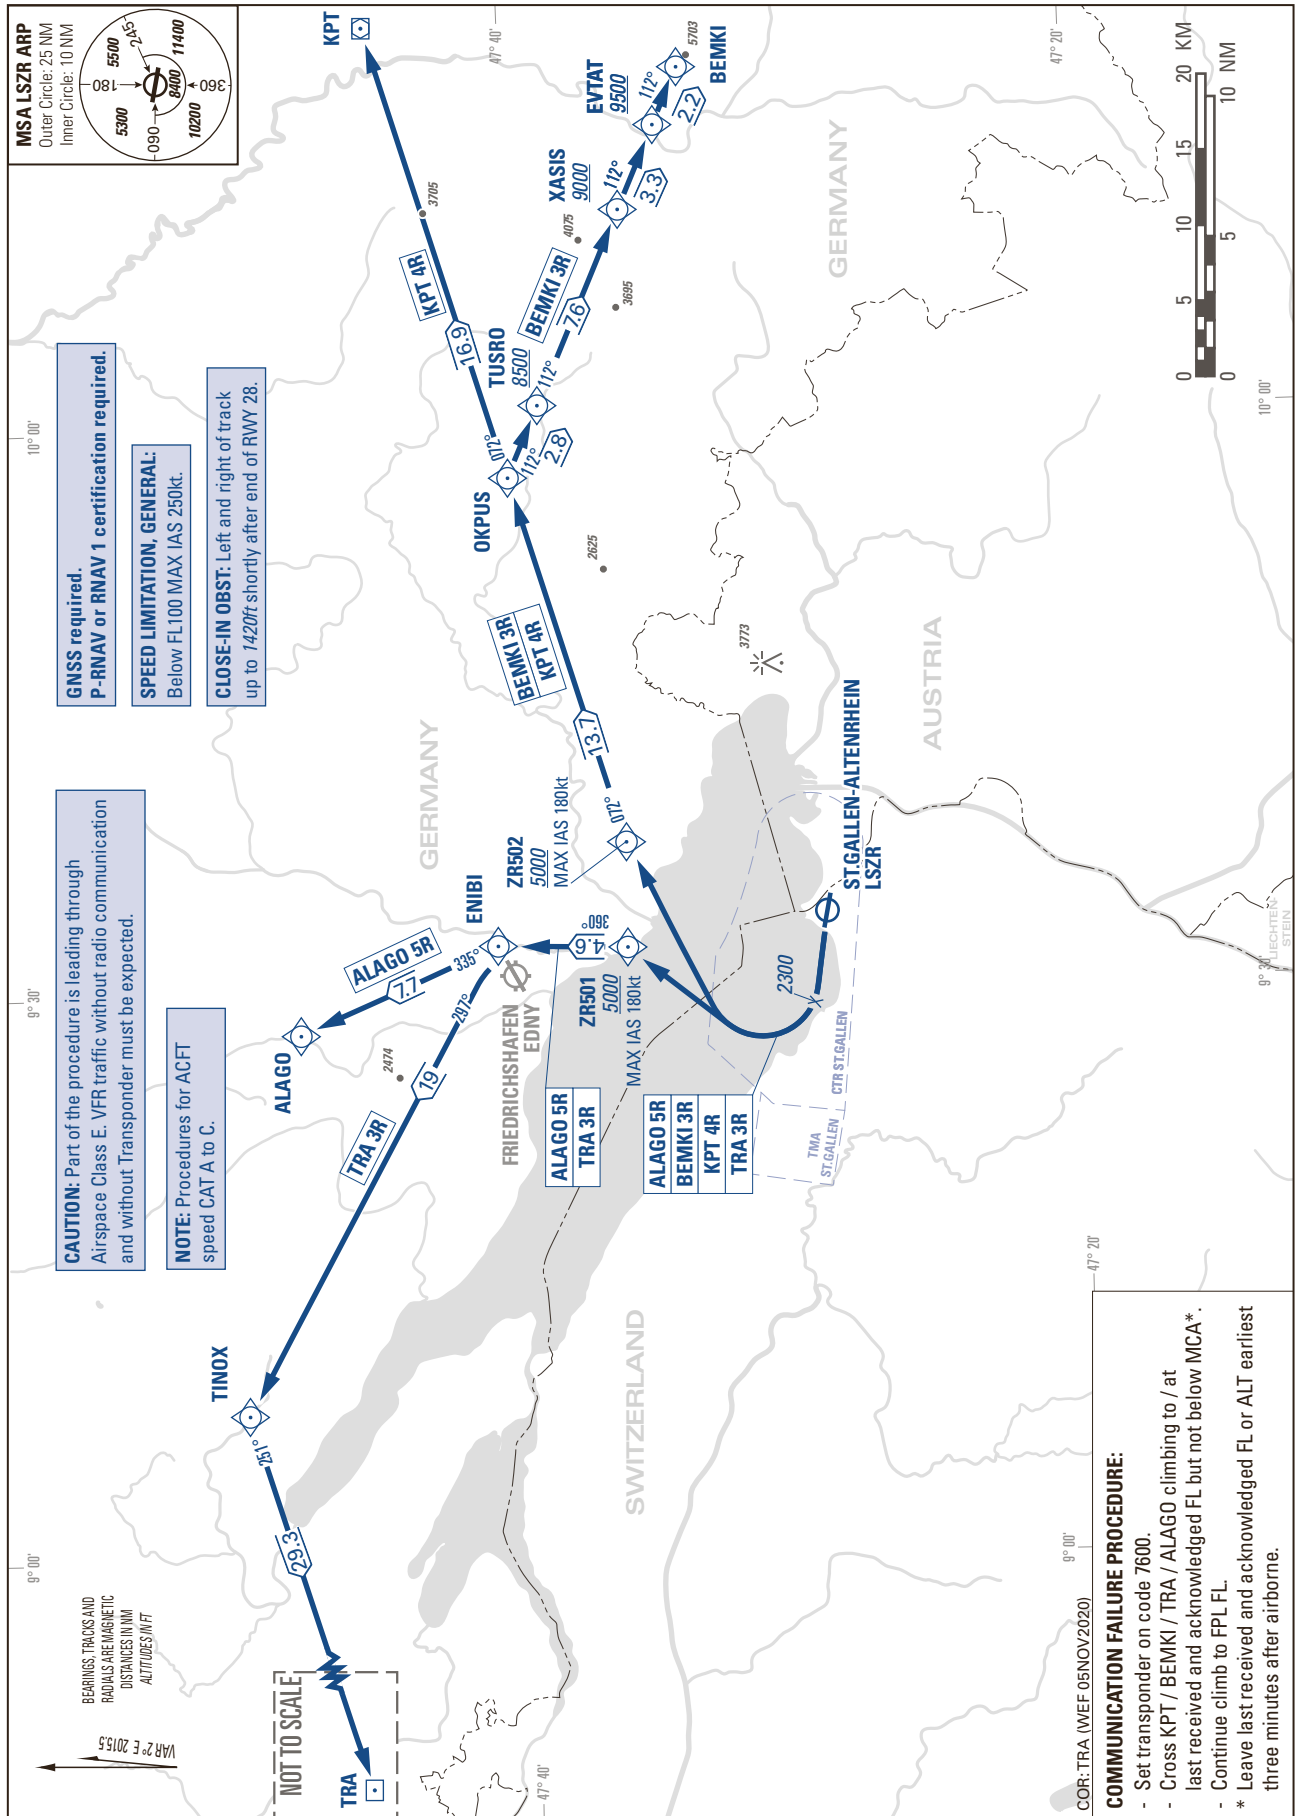 BEARINGS, TRACKS AND
RADIALS ARE MAGNETIC
DISTANCES IN NM
ALTITUDES IN FT
VAR 2° E 2015.5
CAUTION: Part of the procedure is leading through
Airspace Class E. VFR traffic without radio communication
and without Transponder must be expected.
NOTE: Procedures for ACFT
speed CAT A to C.
GNSS required.
P-RNAV or RNAV 1 certification required.
SPEED LIMITATION, GENERAL:
Below FL100 MAX IAS 250kt.
CLOSE-IN OBST: Left and right of track
up to 1420ft shortly after end of RWY 28.
MSA LSZR ARP
Outer Circle: 25 NM
Inner Circle: 10 NM
5300
5500
11400
10200
8400
090
180
245
360
9° 00'
9° 30'
10° 00'
NOT TO SCALE
TRA
29.3
251°
TINOX
TRA 3R
19
297°
2474
ALAGO
ALAGO 5R
7.7
335°
ENIBI
FRIEDRICHSHAFEN
EDNY
4.6
360°
ALAGO 5R
TRA 3R
ZR501
5000
MAX IAS 180kt
ZR502
5000
MAX IAS 180kt
072°
13.7
BEMKI 3R
KPT 4R
OKPUS
072°
16.9
KPT 4R
3705
KPT
112°
2.8
TUSRO
8500
112°
7.6
BEMKI 3R
4075
3695
XASIS
9000
112°
3.3
EVTAT
9500
112°
2.2
BEMKI
5703
2625
3773
GERMANY
GERMANY
AUSTRIA
SWITZERLAND
LIECHTEN-
STEIN
ALAGO 5R
BEMKI 3R
KPT 4R
TRA 3R
2300
ST.GALLEN-ALTENRHEIN
LSZR
CTR ST.GALLEN
TMA
ST.GALLEN
47° 40'
47° 40'
47° 20'
47° 20'
9° 00'
9° 30'
10° 00'
0 5 10 15 20 KM
0 5 10 NM
COR: TRA (WEF 05NOV2020)
COMMUNICATION FAILURE PROCEDURE:
- Set transponder on code 7600.
- Cross KPT / BEMKI / TRA / ALAGO climbing to / at
last received and acknowledged FL but not below MCA*.
- Continue climb to FPL FL.
* Leave last received and acknowledged FL or ALT earliest
three minutes after airborne.